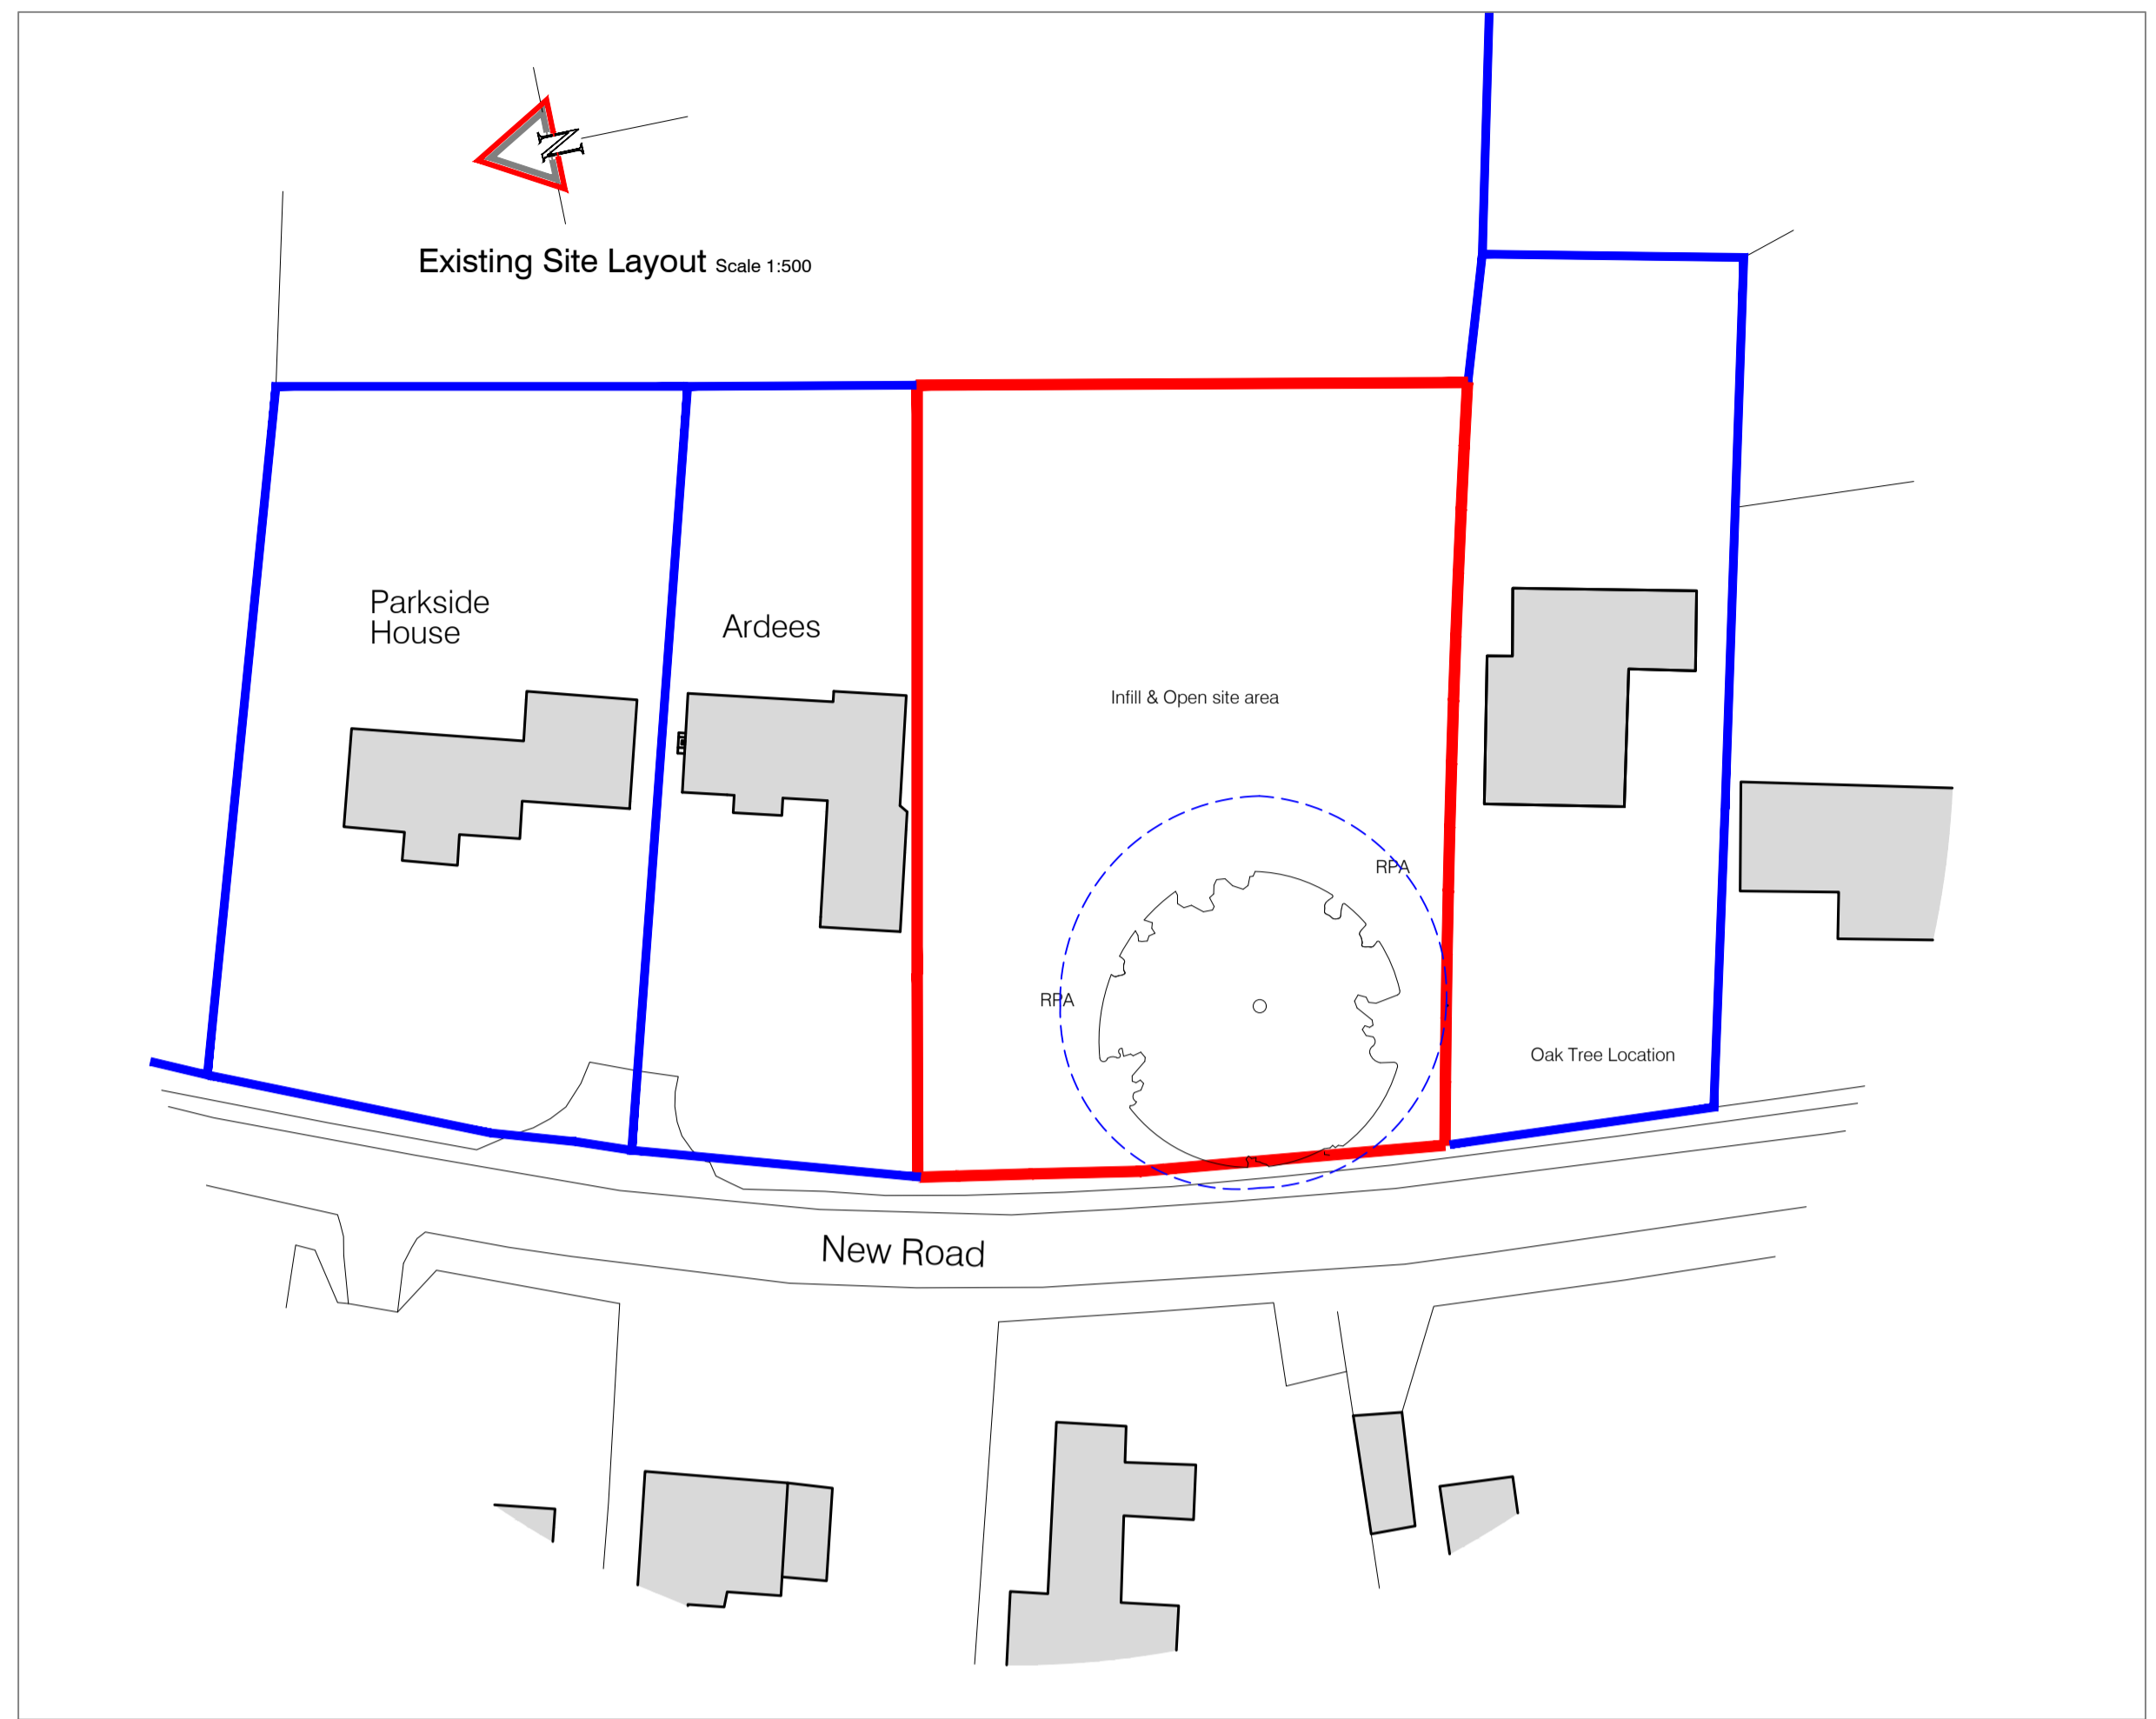 N
Existing Site Layout Scale 1:500
Parkside
House
Ardees
Infill & Open site area
RPA
RPA
Oak Tree Location
New Road